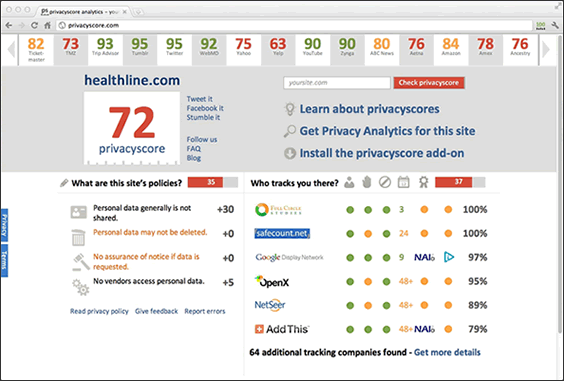 privacyscore analytics – you
privacyscore.com
82 73 93 95 95 92 75 63 90 90 80 76 84 78 76
Ticket-master TMZ Trip Advisor Tumblr Twitter WebMD Yahoo Yelp YouTube Zynga ABC News Aetna Amazon Amex Ancestry
healthline.com
72
privacyscore
Tweet it
Facebook it
Stumble it
Follow us
FAQ
Blog
yoursite.com
Check privacyscore
Learn about privacyscores
Get Privacy Analytics for this site
Install the privacyscore add-on
What are this site's policies? 35
Personal data generally is not shared. +30
Personal data may not be deleted. +0
No assurance of notice if data is requested. +0
No vendors access personal data. +5
Read privacy policy Give feedback Report errors
Privacy
Terms
Who tracks you there? 37
FULL CIRCLE STUDIES 3 100%
safecount.net 24 100%
Google Display Network 9 NAI 97%
OpenX 48+ 95%
NetSeer 48+ 89%
AddThis 48+ NAI 79%
64 additional tracking companies found - Get more details